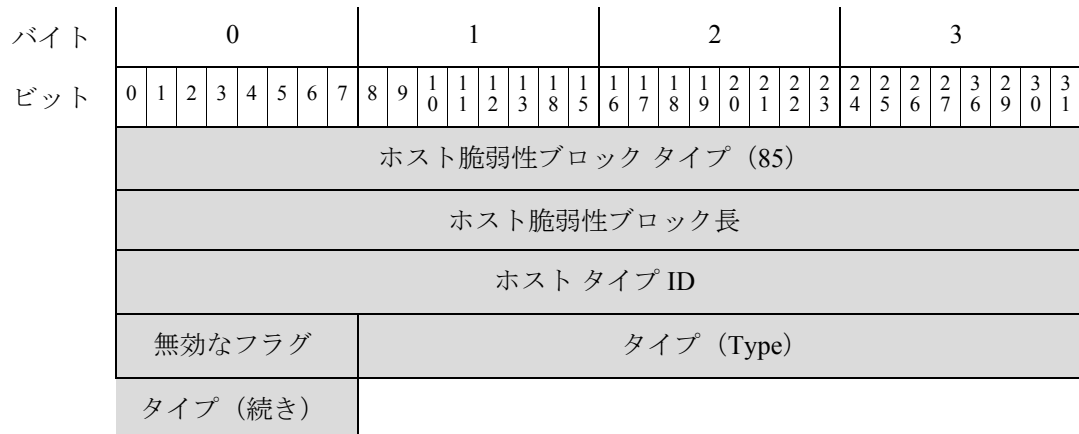 バイト 0 1 2 3
ビット 0 1 2 3 4 5 6 7 8 9 10 11 12 13 18 15 16 17 18 19 20 21 22 23 24 25 26 27 36 29 30 31
ホスト脆弱性ブロック タイプ（85）
ホスト脆弱性ブロック長
ホスト タイプ ID
無効なフラグ タイプ（Type）
タイプ（続き）